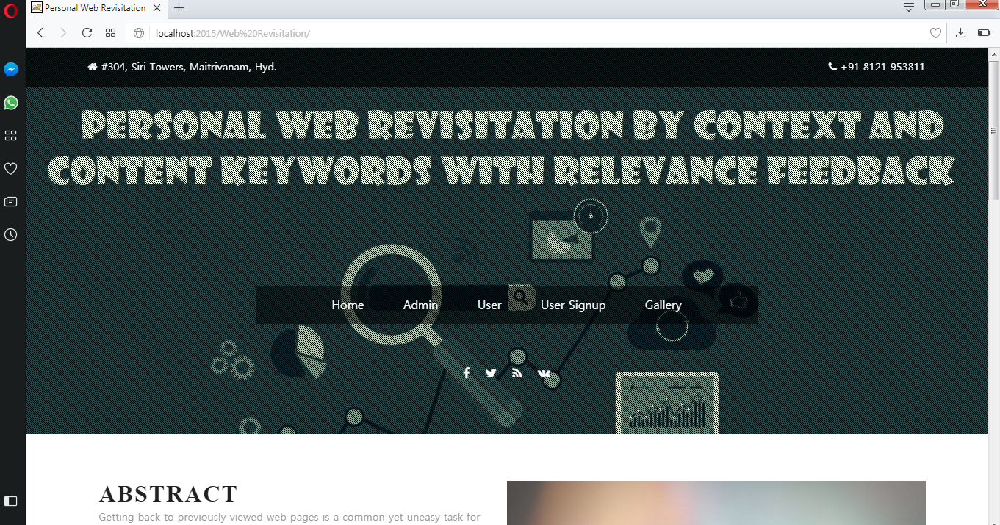 Personal Web Revisitation
localhost:2015/Web%20Revisitation/
#304, Siri Towers, Maitrivanam, Hyd.
+91 8121 953811
PERSONAL WEB REVISITATION BY CONTEXT AND
CONTENT KEYWORDS WITH RELEVANCE FEEDBACK
Home Admin User User Signup Gallery
ABSTRACT
Getting back to previously viewed web pages is a common yet uneasy task for